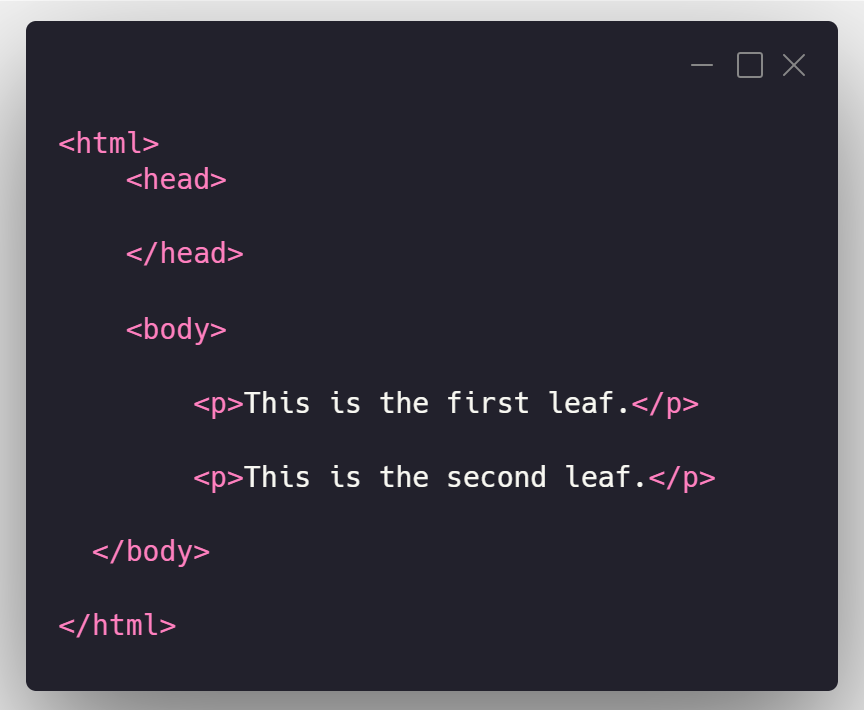 <html>
<head>
</head>
<body>
<p>This is the first leaf.</p>
<p>This is the second leaf.</p>
</body>
</html>